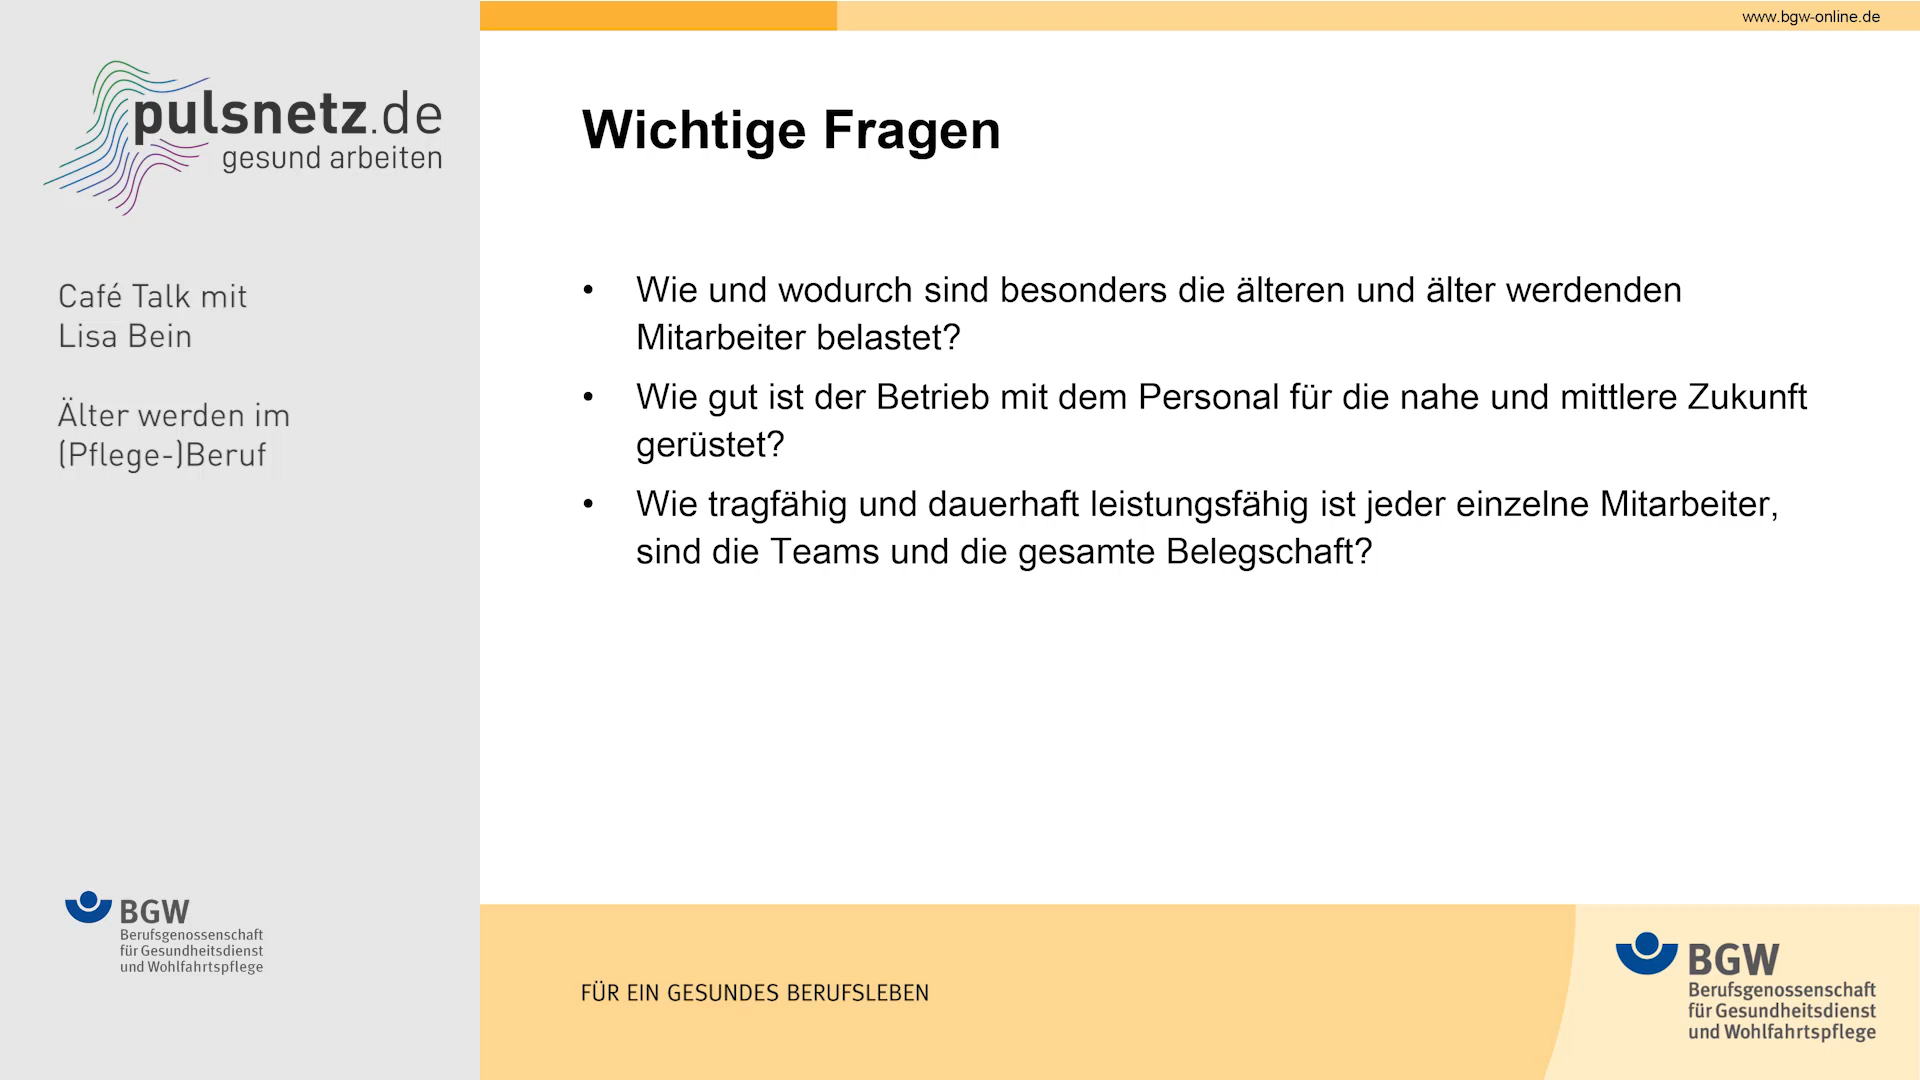 pulsnetz.de
gesund arbeiten
Café Talk mit
Lisa Bein
Älter werden im
(Pflege-)Beruf
BGW
Berufsgenossenschaft
für Gesundheitsdienst
und Wohlfahrtspflege
www.bgw-online.de
Wichtige Fragen
• Wie und wodurch sind besonders die älteren und älter werdenden
Mitarbeiter belastet?
• Wie gut ist der Betrieb mit dem Personal für die nahe und mittlere Zukunft
gerüstet?
• Wie tragfähig und dauerhaft leistungsfähig ist jeder einzelne Mitarbeiter,
sind die Teams und die gesamte Belegschaft?
FÜR EIN GESUNDES BERUFSLEBEN
BGW
Berufsgenossenschaft
für Gesundheitsdienst
und Wohlfahrtspflege